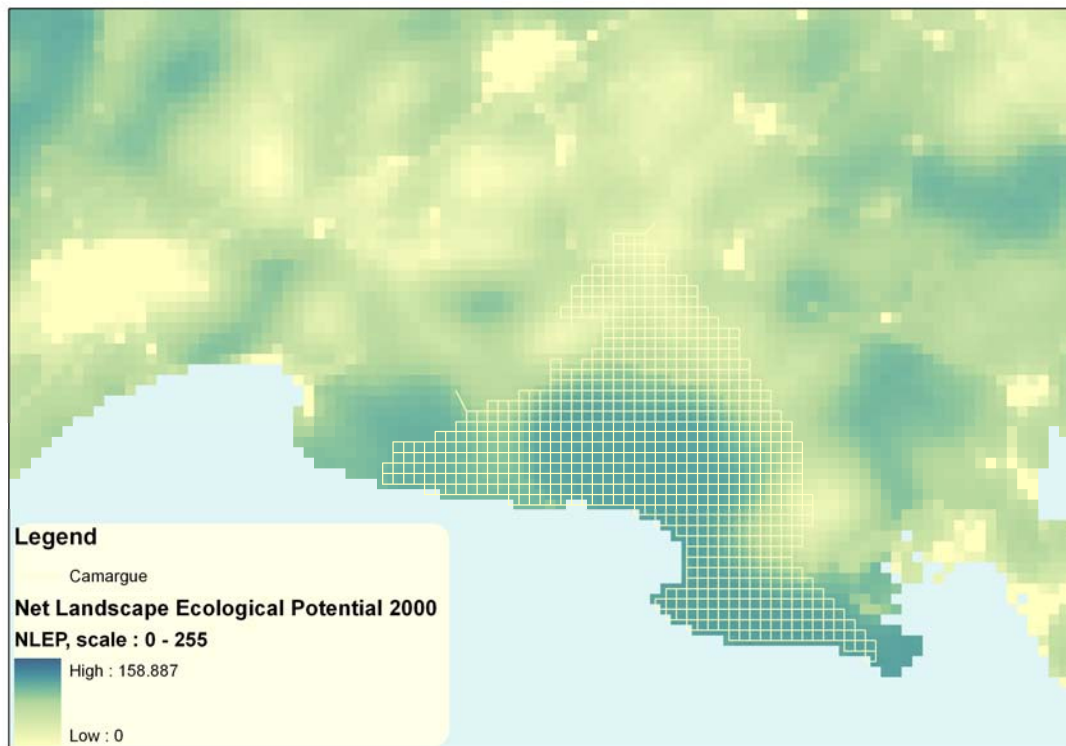 Legend
Camargue
Net Landscape Ecological Potential 2000
NLEP, scale : 0 - 255
High : 158.887
Low : 0